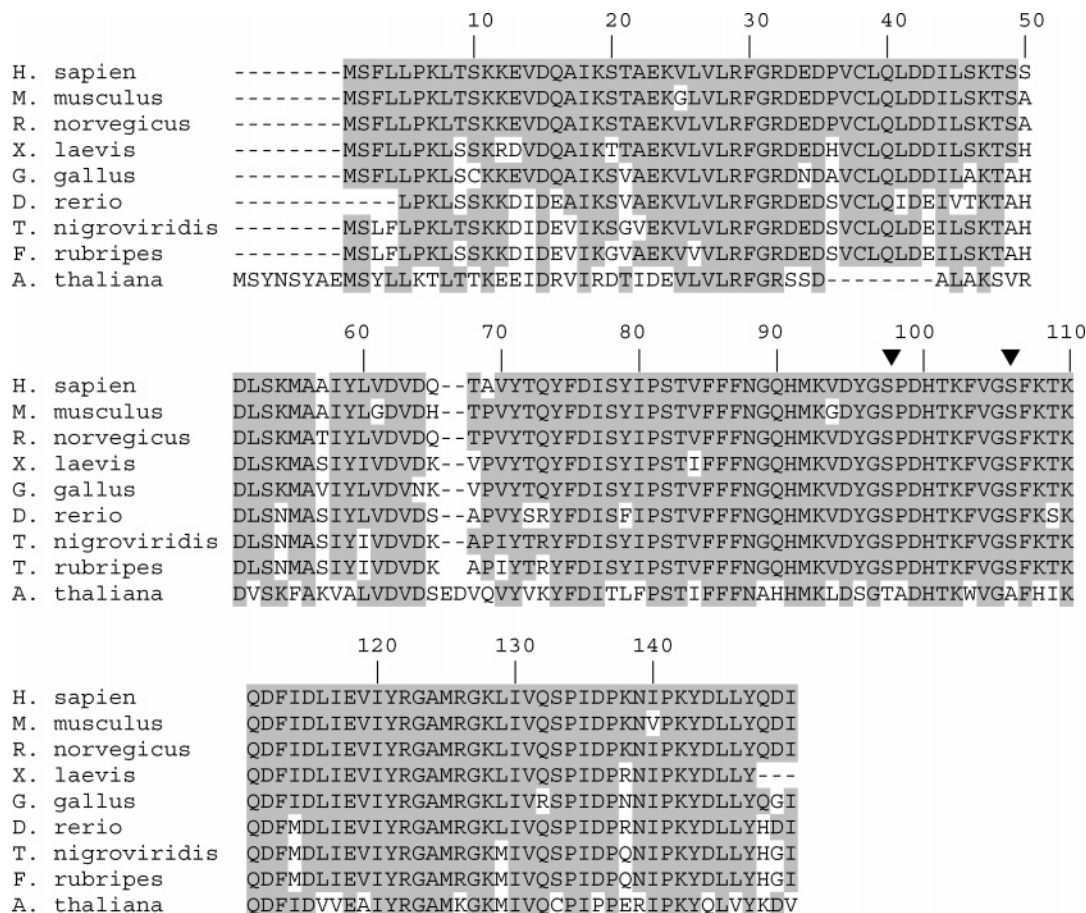 10 20 30 40 50
H. sapien --------MSFLLPKLTSKKEVDQAIKSTAEKVLVLRFGRDEDPVCLQLDDILSKTSS
M. musculus --------MSFLLPKLTSKKEVDQAIKSTAEKGLVLRFGRDEDPVCLQLDDILSKTSA
R. norvegicus --------MSFLLPKLTSKKEVDQAIKSTAEKVLVLRFGRDEDPVCLQLDDILSKTSA
X. laevis --------MSFLLPKLSSKRDVDQAIKTTAEKVLVLRFGRDEDHVCLQLDDILSKTSH
G. gallus --------MSFLLPKLSCKKEVDQAIKSVAEKVLVLRFGRDNDAVCLQLDDILAKTAH
D. rerio ------------LPKLSSKKDIDEAIKSVAEKVLVLRFGRDEDSVCLQIDEIVTKTAH
T. nigroviridis --------MSLFLPKLTSKKDIDEVIKSGVEKVLVLRFGRDEDSVCLQLDEILSKTAH
F. rubripes --------MSLFLPKLSSKKDIDEVIKGVAEKVVVLRFGRDEDSVCLQLDEILSKTAH
A. thaliana MSYNSYAEMSYLLKTLTTKEEIDRVIRDTIDEVLVLRFGRSSD--------ALAKSVR
60 70 80 90 100 110
▼ ▼
H. sapien DLSKMAAIYLVDVDQ--TAVYTQYFDISYIPSTVFFFNGQHMKVDYGSPDHTKFVGSFKTK
M. musculus DLSKMAAIYLGDVDH--TPVYTQYFDISYIPSTVFFFNGQHMKGDYGSPDHTKFVGSFKTK
R. norvegicus DLSKMATIYLVDVDQ--TPVYTQYFDISYIPSTVFFFNGQHMKVDYGSPDHTKFVGSFKTK
X. laevis DLSKMASIYIVDVDK--VPVYTQYFDISYIPSTIFFFNGQHMKVDYGSPDHTKFVGSFKTK
G. gallus DLSKMAVIYLVDVNK--VPVYTQYFDISYIPSTVFFFNGQHMKVDYGSPDHTKFVGSFKTK
D. rerio DLSNMASIYLVDVDS--APVYTSRYFDISFIPSTVFFFNGQHMKVDYGSPDHTKFVGSFKSK
T. nigroviridis DLSNMASIYIVDVDK--APIYTRYFDISYIPSTVFFFNGQHMKVDYGSPDHTKFVGSFKTK
T. rubripes DLSNMASIYIVDVDK APIYTRYFDISYIPSTVFFFNGQHMKVDYGSPDHTKFVGSFKTK
A. thaliana DVSKFAKVALVDVDSEDVQVYVKYFDITLFPSTIFFFNAHHMKLDSGTADHTKWVGAFHIK
120 130 140
H. sapien QDFIDLIEVIYRGAMRGKLIVQSPIDPKNIPKYDLLYQDI
M. musculus QDFIDLIEVIYRGAMRGKLIVQSPIDPKNVPKYDLLYQDI
R. norvegicus QDFIDLIEVIYRGAMRGKLIVQSPIDPKNIPKYDLLYQDI
X. laevis QDFIDLIEVIYRGAMRGKLIVQSPIDPRNIPKYDLLY---
G. gallus QDFIDLIEVIYRGAMRGKLIVRSPIDPNNIPKYDLLYQGI
D. rerio QDFMDLIEVIYRGAMRGKLIVQSPIDPRNIPKYDLLYHDI
T. nigroviridis QDFMDLIEVIYRGAMRGKMIVQSPIDPQNIPKYDLLYHGI
F. rubripes QDFMDLIEVIYRGAMRGKMIVQSPIDPQNIPKYDLLYHGI
A. thaliana QDFIDVVEAIYRGAMKGKMIVQCPIPPERIPKYQLVYKDV